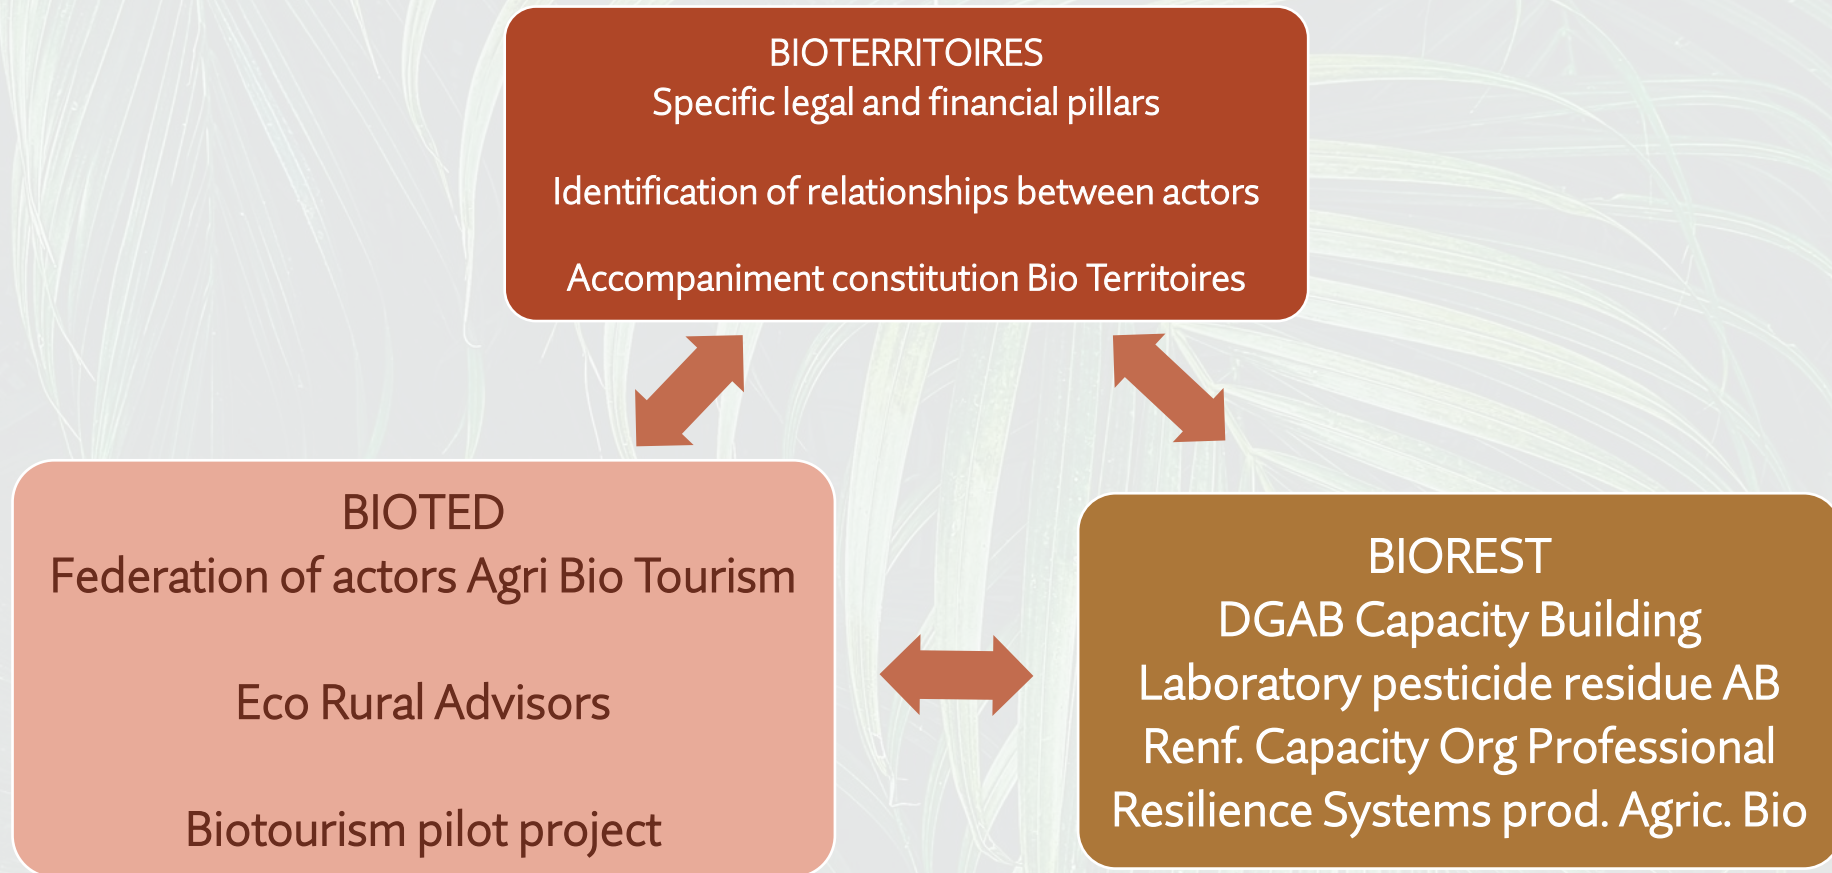 BIOTERRITOIRES
Specific legal and financial pillars
Identification of relationships between actors
Accompaniment constitution Bio Territoires
BIOTED
Federation of actors Agri Bio Tourism
Eco Rural Advisors
Biotourism pilot project
BIOREST
DGAB Capacity Building
Laboratory pesticide residue AB
Renf. Capacity Org Professional
Resilience Systems prod. Agric. Bio